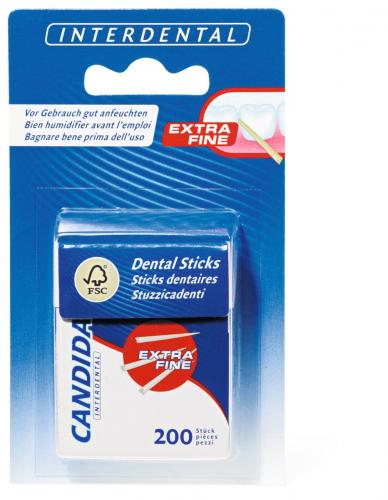 INTERDENTAL
Vor Gebrauch gut anfeuchten
Bien humidifier avant l'emploi
Bagnare bene prima dell'uso
EXTRA
FINE
FSC
Dental Sticks
Sticks dentaires
Stuzzicadenti
CANDIDA
INTERDENTAL
EXTRA
FINE
200 Stück
pièces
pezzi